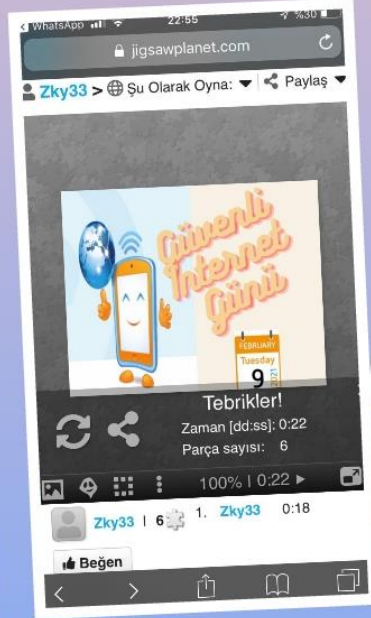 WhatsApp 22:55 %30
jigsawplanet.com
Zky33 > Şu Olarak Oyna: Paylaş
Güvenli
İnternet
Günü
FEBRUARY
Tuesday
9
2021
Tebrikler!
Zaman [dd:ss]: 0:22
Parça sayısı: 6
100% | 0:22
Zky33 | 6 1. Zky33 0:18
Beğen